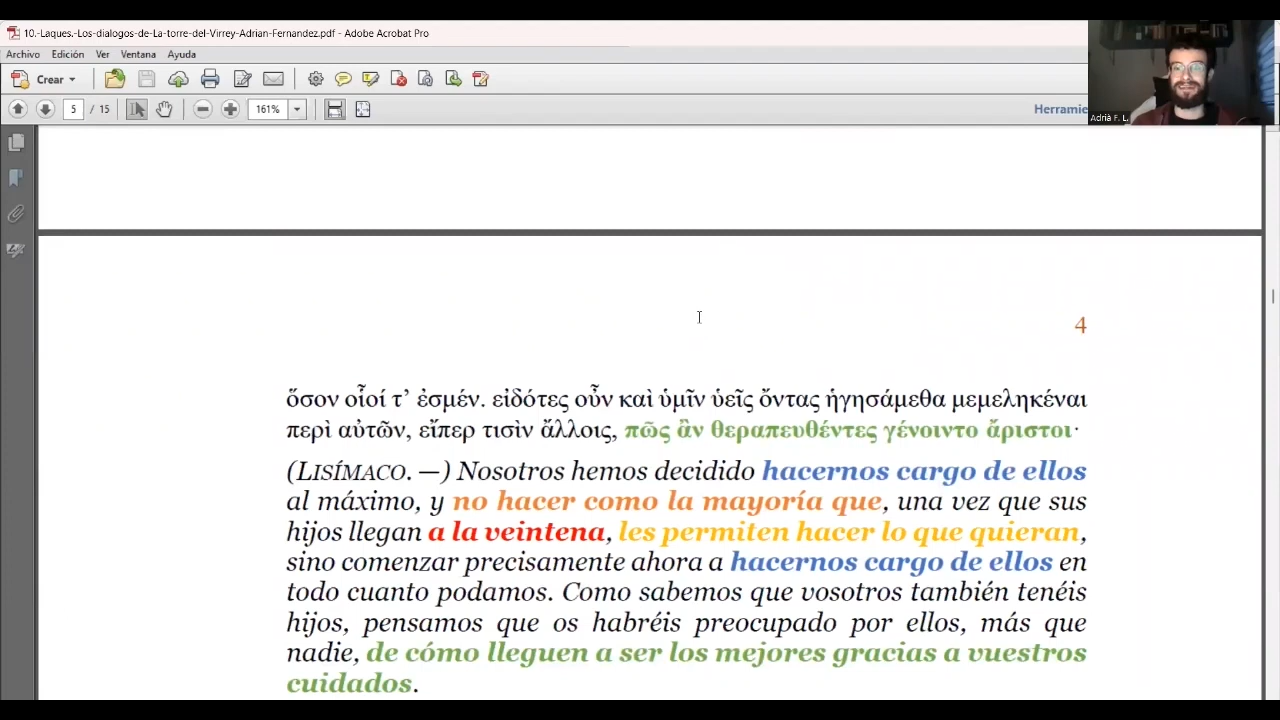 10.-Laques.-Los-dialogos-de-La-torre-del-Virrey-Adrian-Fernandez.pdf - Adobe Acrobat Pro
Archivo Edición Ver Ventana Ayuda
Crear
5 / 15 161% Herramie
Adrià F. L.
4
ὅσον οἷοί τ’ ἐσμέν. εἰδότες οὖν καὶ ὑμῖν ὑεῖς ὄντας ἡγησάμεθα μεμεληκέναι
περὶ αὐτῶν, εἴπερ τισὶν ἄλλοις, πῶς ἂν θεραπευθέντες γένοιντο ἄριστοι·
(LISÍMACO. —) Nosotros hemos decidido hacernos cargo de ellos
al máximo, y no hacer como la mayoría que, una vez que sus
hijos llegan a la veintena, les permiten hacer lo que quieran,
sino comenzar precisamente ahora a hacernos cargo de ellos en
todo cuanto podamos. Como sabemos que vosotros también tenéis
hijos, pensamos que os habréis preocupado por ellos, más que
nadie, de cómo lleguen a ser los mejores gracias a vuestros
cuidados.